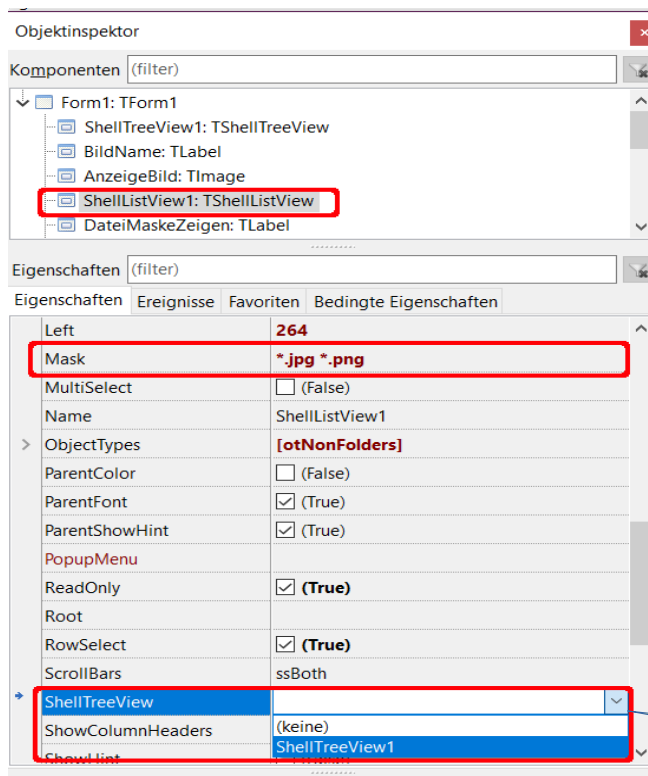 Objektinspektor
Komponenten (filter)
Form1: TForm1
ShellTreeView1: TShellTreeView
BildName: TLabel
AnzeigeBild: TImage
ShellListView1: TShellListView
DateiMaskeZeigen: TLabel
Eigenschaften (filter)
Eigenschaften Ereignisse Favoriten Bedingte Eigenschaften
Left 264
Mask *.jpg *.png
MultiSelect (False)
Name ShellListView1
ObjectTypes [otNonFolders]
ParentColor (False)
ParentFont (True)
ParentShowHint (True)
PopupMenu
ReadOnly (True)
Root
RowSelect (True)
ScrollBars ssBoth
ShellTreeView
ShowColumnHeaders (keine)
ShowHint ShellTreeView1